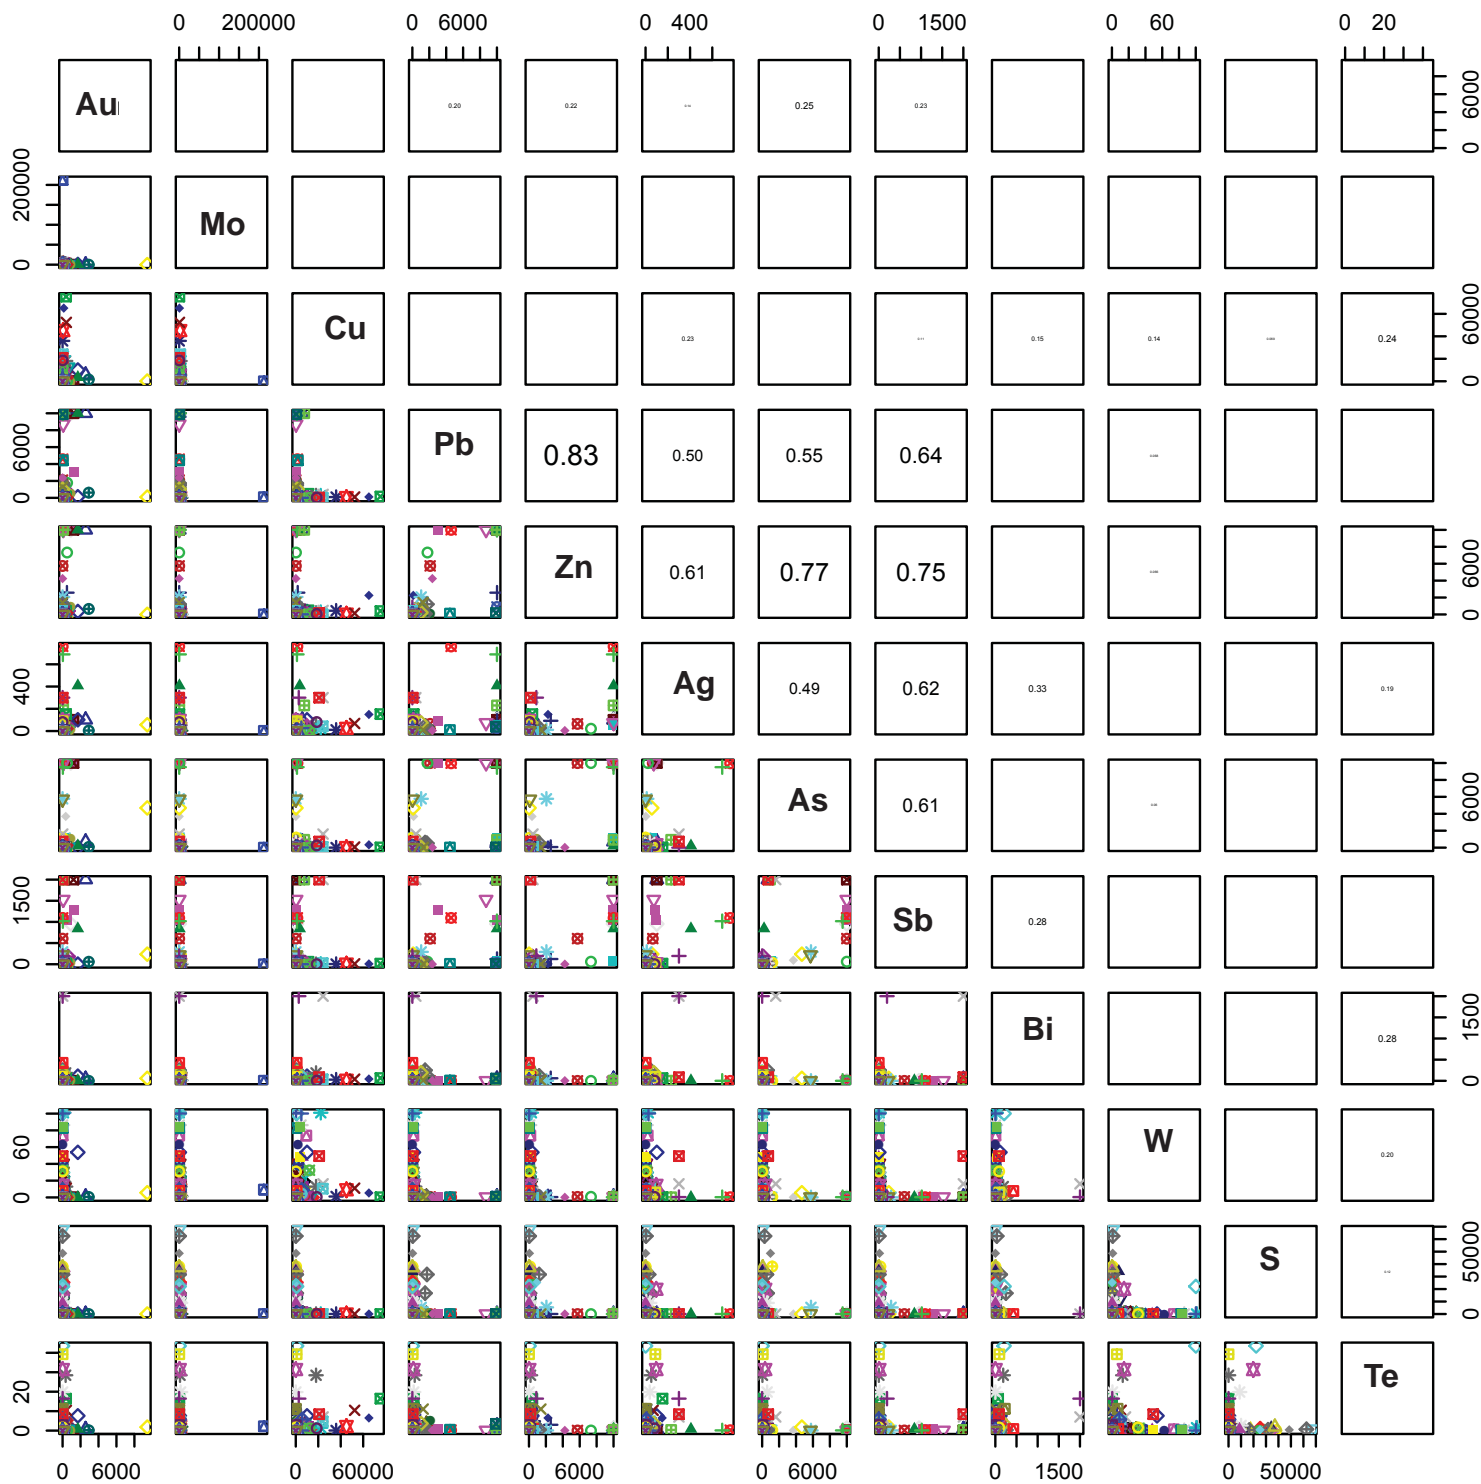 0 200000 0 6000 0 400 0 1500 0 60 0 20
Au 0.20 0.22 0.25 0.23 0 6000
0 200000 Mo
Cu 0.23 0.15 0.14 0.24 0 600000
0 6000 Pb 0.83 0.50 0.55 0.64
Zn 0.61 0.77 0.75 0 6000
0 400 Ag 0.49 0.62 0.33 0.19
As 0.61 0 6000
0 1500 Sb 0.28
Bi 0.28 0 1500
0 60 W 0.20
S 0 50000
0 20 Te
0 6000 0 60000 0 6000 0 6000 0 1500 0 50000